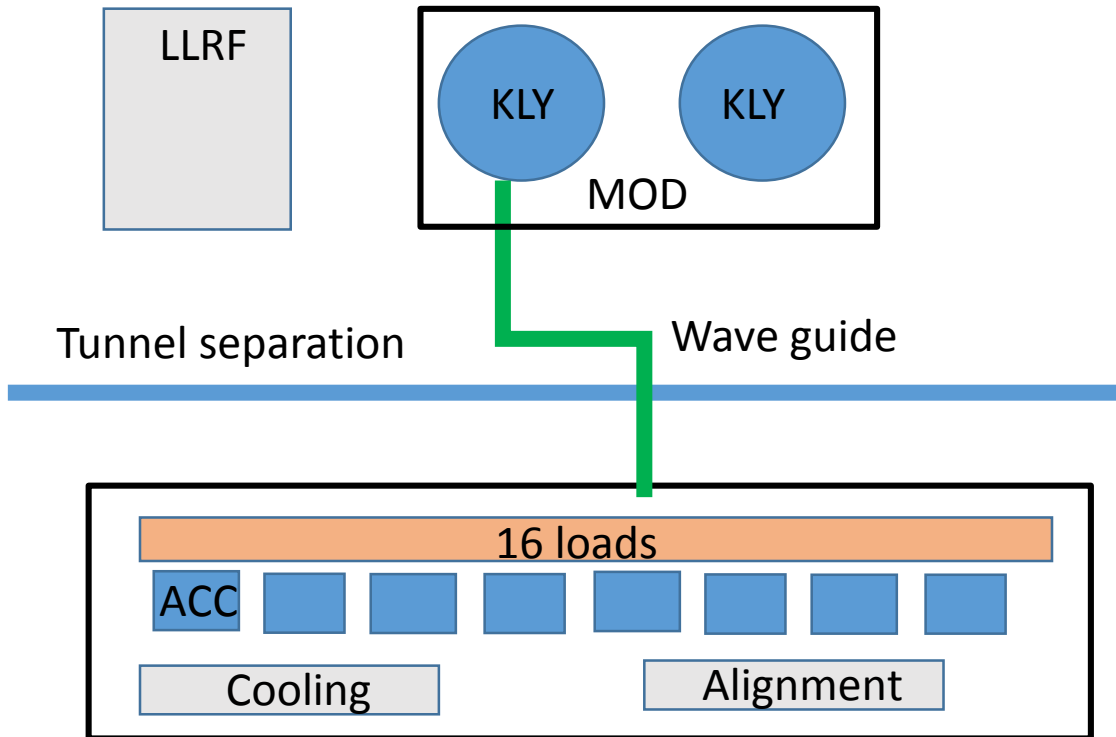 LLRF
KLY
KLY
MOD
Tunnel separation
Wave guide
16 loads
ACC
Cooling
Alignment